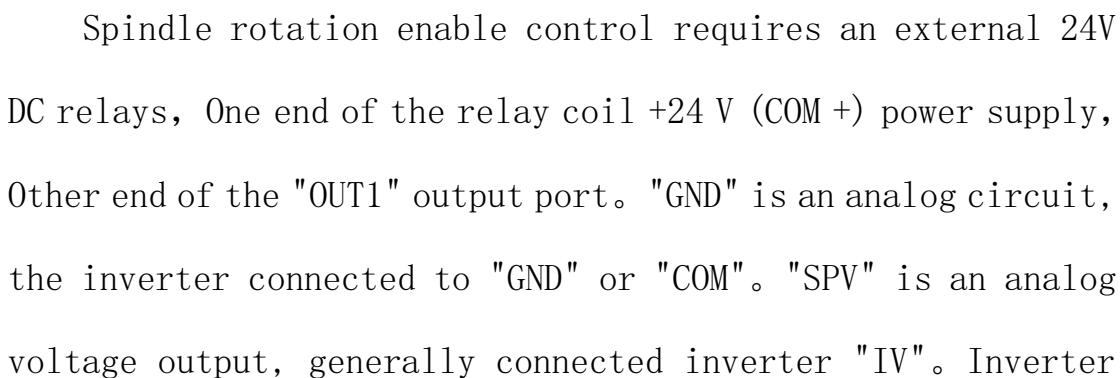 Spindle rotation enable control requires an external 24V
DC relays，One end of the relay coil +24 V (COM +) power supply，
Other end of the "OUT1" output port。"GND" is an analog circuit,
the inverter connected to "GND" or "COM"。"SPV" is an analog
voltage output, generally connected inverter "IV"。Inverter